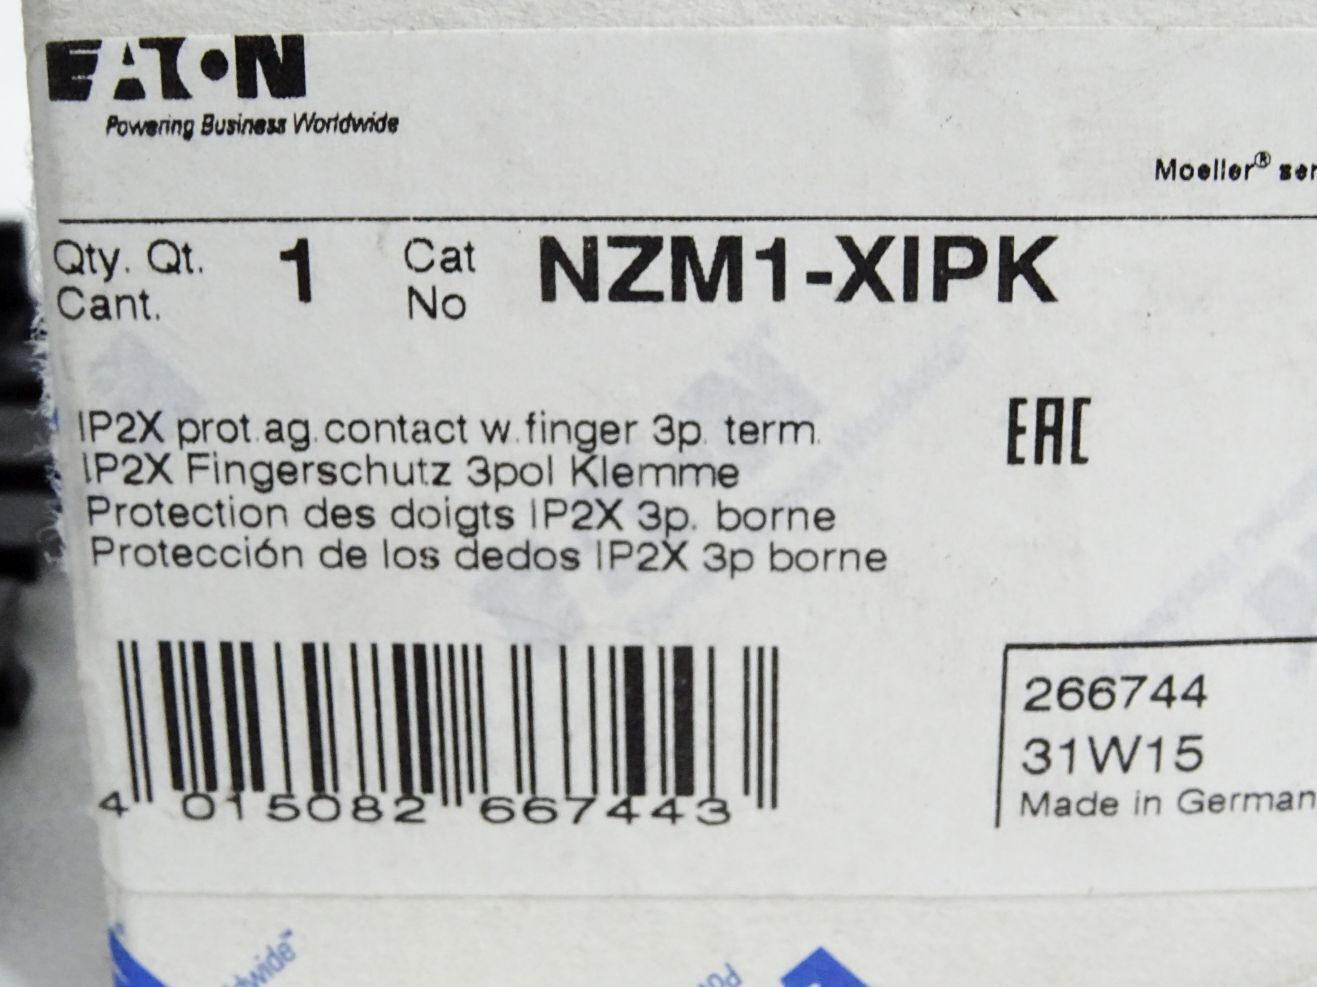 EATON
Powering Business Worldwide
Moeller®
Qty. Qt. 1 Cat NZM1-XIPK
Cant. No
IP2X prot.ag.contact w.finger 3p. term.
IP2X Fingerschutz 3pol Klemme
Protection des doigts IP2X 3p. borne
Protección de los dedos IP2X 3p borne
EAC
4 015082 667443
266744
31W15
Made in German